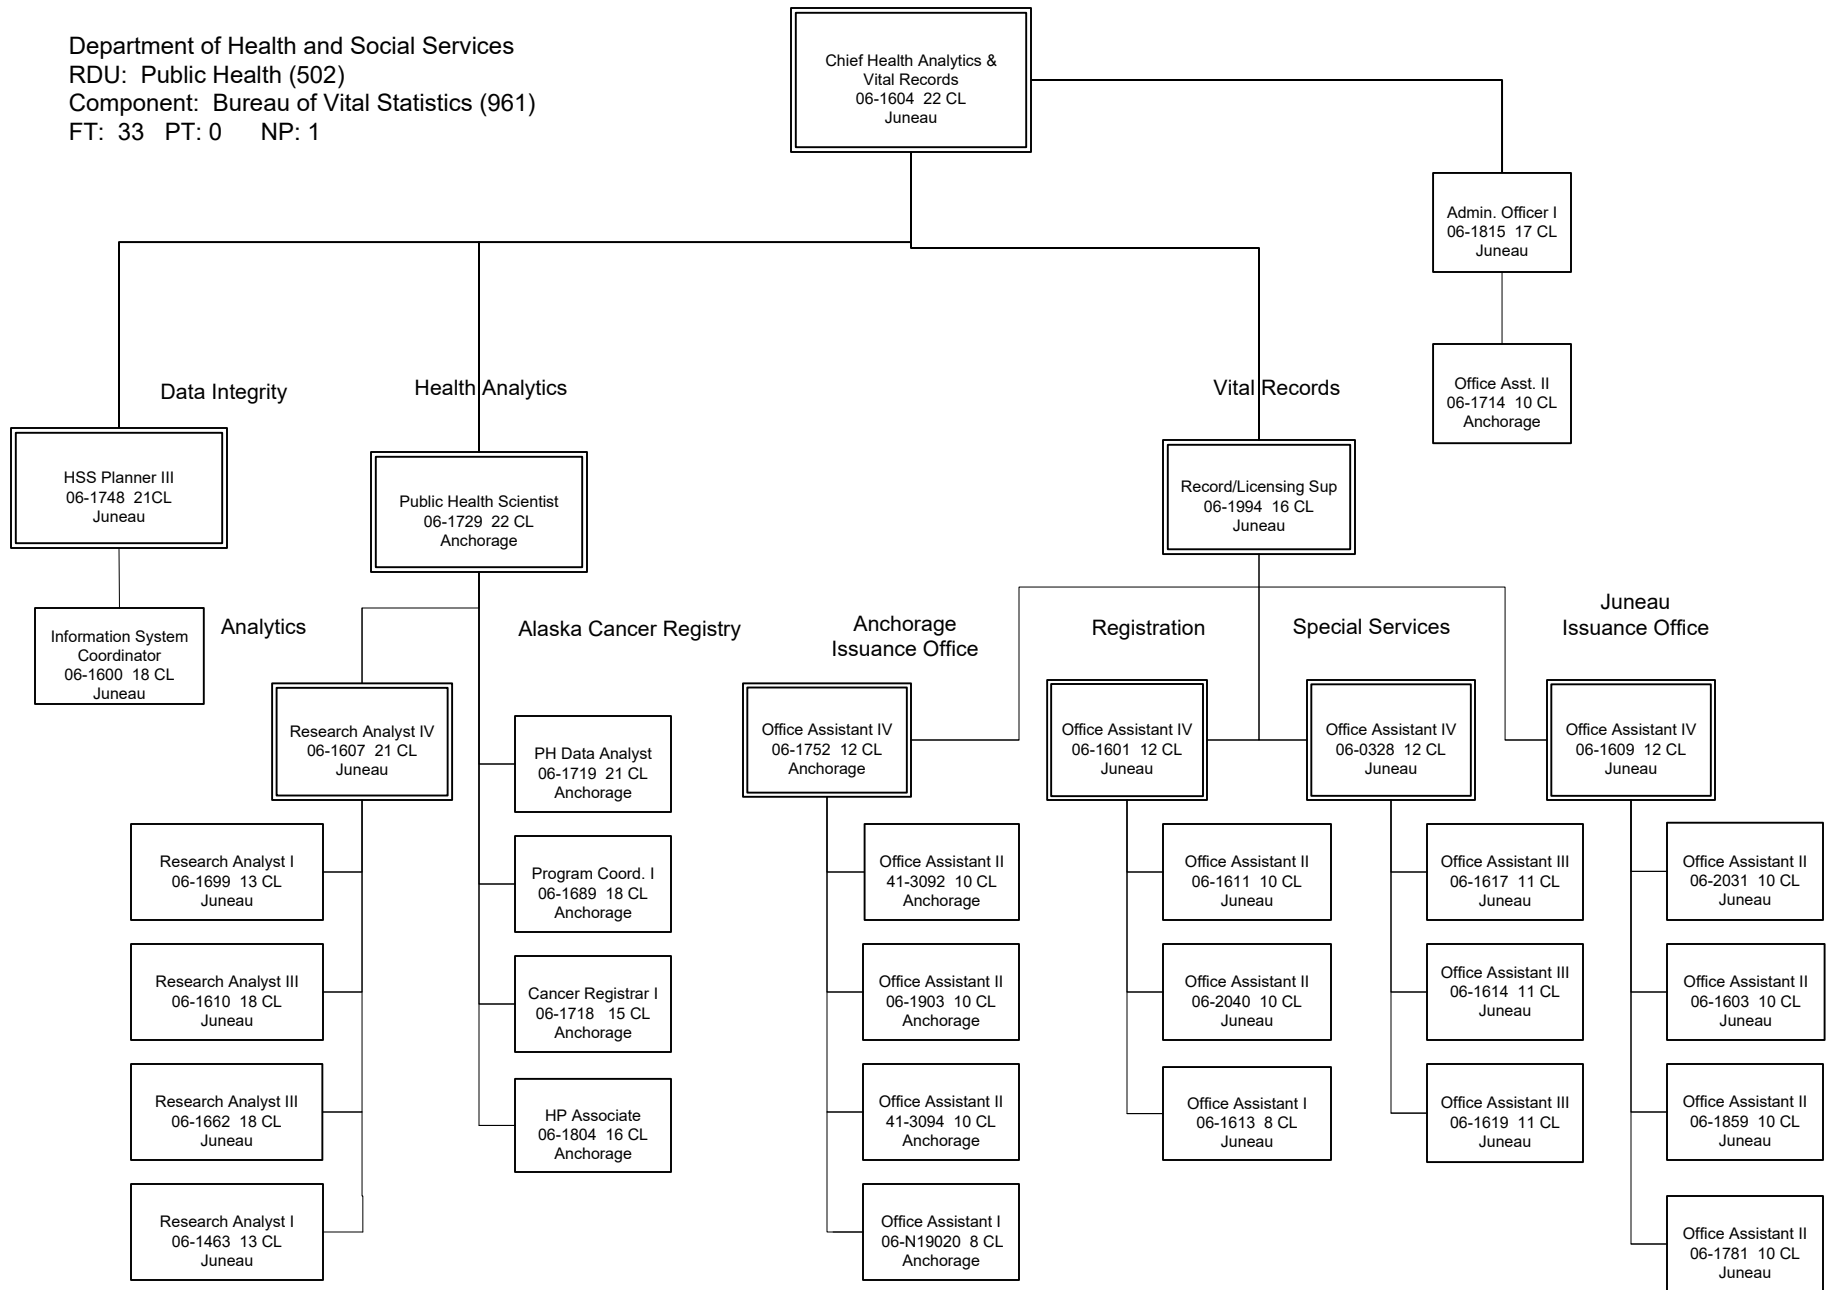 Department of Health and Social Services
RDU: Public Health (502)
Component: Bureau of Vital Statistics (961)
FT: 33 PT: 0 NP: 1
Chief Health Analytics &
Vital Records
06-1604 22 CL
Juneau
Admin. Officer I
06-1815 17 CL
Juneau
Office Asst. II
06-1714 10 CL
Anchorage
Data Integrity
Health Analytics
Vital Records
HSS Planner III
06-1748 21CL
Juneau
Public Health Scientist
06-1729 22 CL
Anchorage
Record/Licensing Sup
06-1994 16 CL
Juneau
Information System
Coordinator
06-1600 18 CL
Juneau
Analytics
Alaska Cancer Registry
Anchorage
Issuance Office
Registration
Special Services
Juneau
Issuance Office
Research Analyst IV
06-1607 21 CL
Juneau
Research Analyst I
06-1699 13 CL
Juneau
Research Analyst III
06-1610 18 CL
Juneau
Research Analyst III
06-1662 18 CL
Juneau
Research Analyst I
06-1463 13 CL
Juneau
PH Data Analyst
06-1719 21 CL
Anchorage
Program Coord. I
06-1689 18 CL
Anchorage
Cancer Registrar I
06-1718 15 CL
Anchorage
HP Associate
06-1804 16 CL
Anchorage
Office Assistant IV
06-1752 12 CL
Anchorage
Office Assistant II
41-3092 10 CL
Anchorage
Office Assistant II
06-1903 10 CL
Anchorage
Office Assistant II
41-3094 10 CL
Anchorage
Office Assistant I
06-N19020 8 CL
Anchorage
Office Assistant IV
06-1601 12 CL
Juneau
Office Assistant II
06-1611 10 CL
Juneau
Office Assistant II
06-2040 10 CL
Juneau
Office Assistant I
06-1613 8 CL
Juneau
Office Assistant IV
06-0328 12 CL
Juneau
Office Assistant III
06-1617 11 CL
Juneau
Office Assistant III
06-1614 11 CL
Juneau
Office Assistant III
06-1619 11 CL
Juneau
Office Assistant IV
06-1609 12 CL
Juneau
Office Assistant II
06-2031 10 CL
Juneau
Office Assistant II
06-1603 10 CL
Juneau
Office Assistant II
06-1859 10 CL
Juneau
Office Assistant II
06-1781 10 CL
Juneau